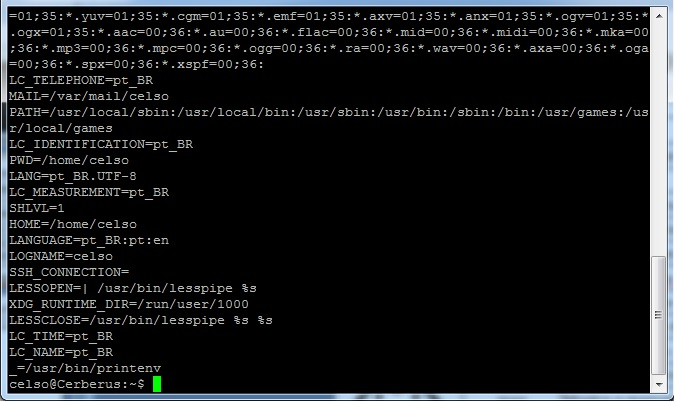 =01;35:*.yuv=01;35:*.cgm=01;35:*.emf=01;35:*.axv=01;35:*.anx=01;35:*.ogv=01;35:*
.ogx=01;35:*.aac=00;36:*.au=00;36:*.flac=00;36:*.mid=00;36:*.midi=00;36:*.mka=00
;36:*.mp3=00;36:*.mpc=00;36:*.ogg=00;36:*.ra=00;36:*.wav=00;36:*.axa=00;36:*.oga
=00;36:*.spx=00;36:*.xspf=00;36:
LC_TELEPHONE=pt_BR
MAIL=/var/mail/celso
PATH=/usr/local/sbin:/usr/local/bin:/usr/sbin:/usr/bin:/sbin:/bin:/usr/games:/us
r/local/games
LC_IDENTIFICATION=pt_BR
PWD=/home/celso
LANG=pt_BR.UTF-8
LC_MEASUREMENT=pt_BR
SHLVL=1
HOME=/home/celso
LANGUAGE=pt_BR:pt:en
LOGNAME=celso
SSH_CONNECTION=
LESSOPEN=| /usr/bin/lesspipe %s
XDG_RUNTIME_DIR=/run/user/1000
LESSCLOSE=/usr/bin/lesspipe %s %s
LC_TIME=pt_BR
LC_NAME=pt_BR
_=/usr/bin/printenv
celso@Cerberus:~$